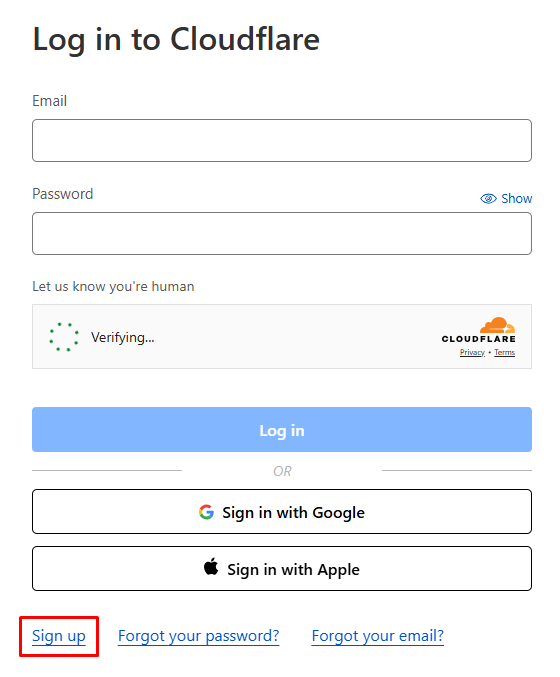 Log in to Cloudflare
Email
Password
Show
Let us know you're human
Verifying...
CLOUDFLARE
Privacy • Terms
Log in
OR
Sign in with Google
Sign in with Apple
Sign up Forgot your password? Forgot your email?